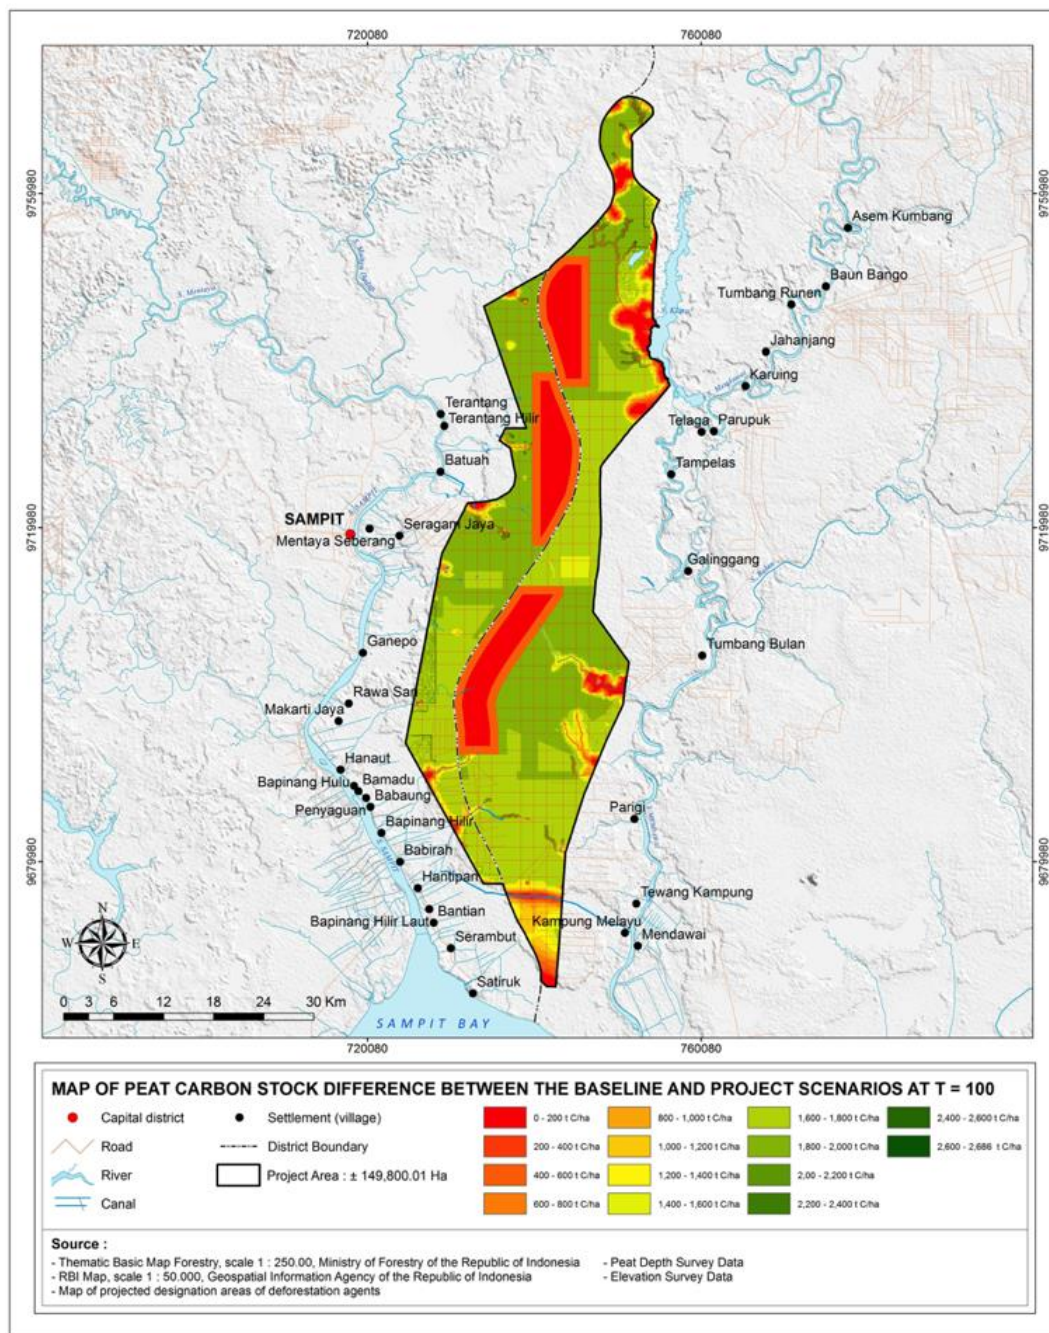 720080 760080
9759980 9759980
Asem Kumbang
S. Mentaya
Baun Bango
Tumbang Runen
Jahanjang
Karuing
Terantang
Terantang Hilir
Telaga Parupuk
Batuah
Tampelas
SAMPIT
Seragam Jaya
Mentaya Seberang
9719980 9719980
Galinggang
Ganepo
Tumbang Bulan
Rawa Sari
Makarti Jaya
Hanaut
Bapinang Hulu Bamadu
Babaung
Penyaguan
Parigi
Bapinang Hilir
Babirah
9679980 9679980
Hantipan
Tewang Kampung
Bantian
Bapinang Hilir Laut
Kampung Melayu
Mendawai
Serambut
N
W E
S
Satiruk
0 3 6 12 18 24 30 Km
SAMPIT BAY
720080 760080
MAP OF PEAT CARBON STOCK DIFFERENCE BETWEEN THE BASELINE AND PROJECT SCENARIOS AT T = 100
Capital district Settlement (village) 0 - 200 t C/ha 800 - 1,000 t C/ha 1,600 - 1,800 t C/ha 2,400 - 2,600 t C/ha
Road District Boundary 200 - 400 t C/ha 1,000 - 1,200 t C/ha 1,800 - 2,000 t C/ha 2,600 - 2,686 t C/ha
River Project Area : ± 149,800.01 Ha 400 - 600 t C/ha 1,200 - 1,400 t C/ha 2,00 - 2,200 t C/ha
Canal 600 - 800 t C/ha 1,400 - 1,600 t C/ha 2,200 - 2,400 t C/ha
Source :
- Thematic Basic Map Forestry, scale 1 : 250.00, Ministry of Forestry of the Republic of Indonesia - Peat Depth Survey Data
- RBI Map, scale 1 : 50.000, Geospatial Information Agency of the Republic of Indonesia - Elevation Survey Data
- Map of projected designation areas of deforestation agents